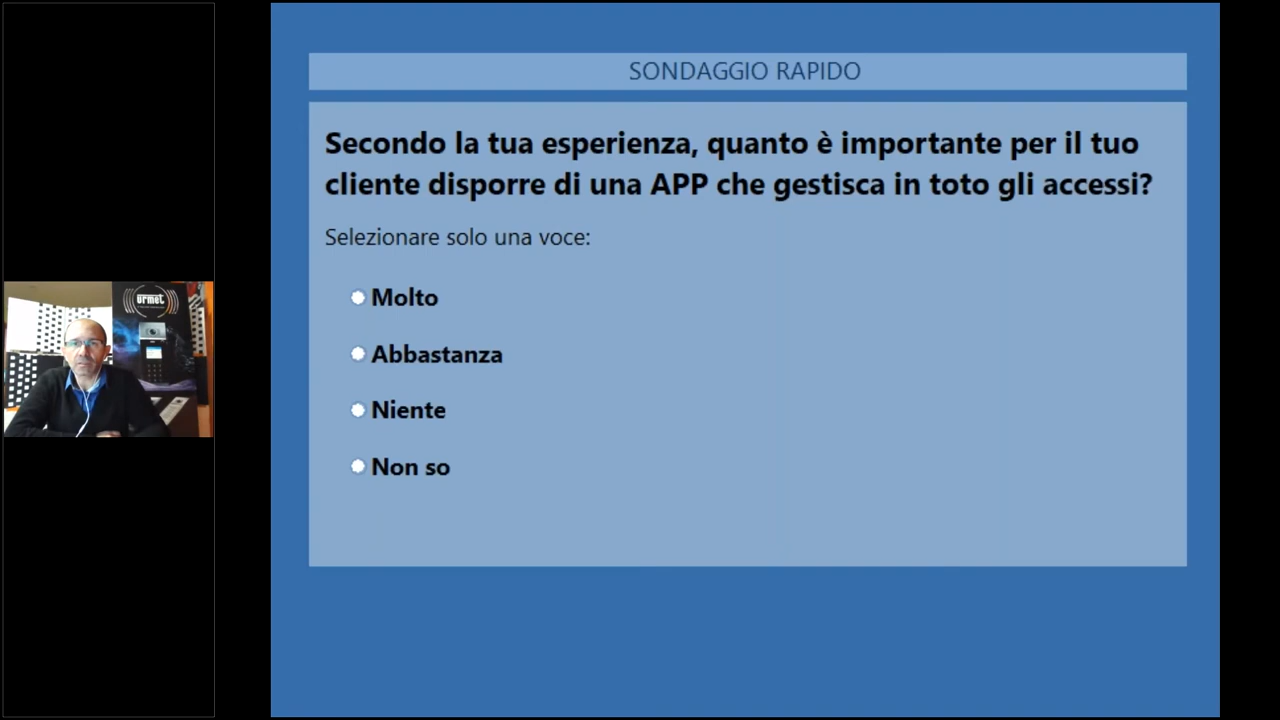 SONDAGGIO RAPIDO
Secondo la tua esperienza, quanto è importante per il tuo
cliente disporre di una APP che gestisca in toto gli accessi?
Selezionare solo una voce:
Molto
Abbastanza
Niente
Non so
urmet